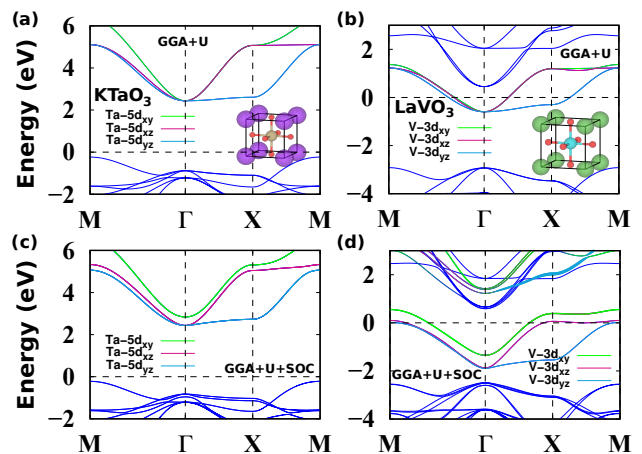 (a)
GGA+U
KTaO3
Ta−5dxy
Ta−5dxz
Ta−5dyz
Energy (eV)
6
4
2
0
−2
M Γ X M
(b)
GGA+U
LaVO3
V−3dxy
V−3dxz
V−3dyz
2
0
−2
−4
M Γ X M
(c)
Ta−5dxy
Ta−5dxz
Ta−5dyz
GGA+U+SOC
Energy (eV)
6
4
2
0
−2
M Γ X M
(d)
V−3dxy
V−3dxz
V−3dyz
GGA+U+SOC
2
0
−2
−4
M Γ X M